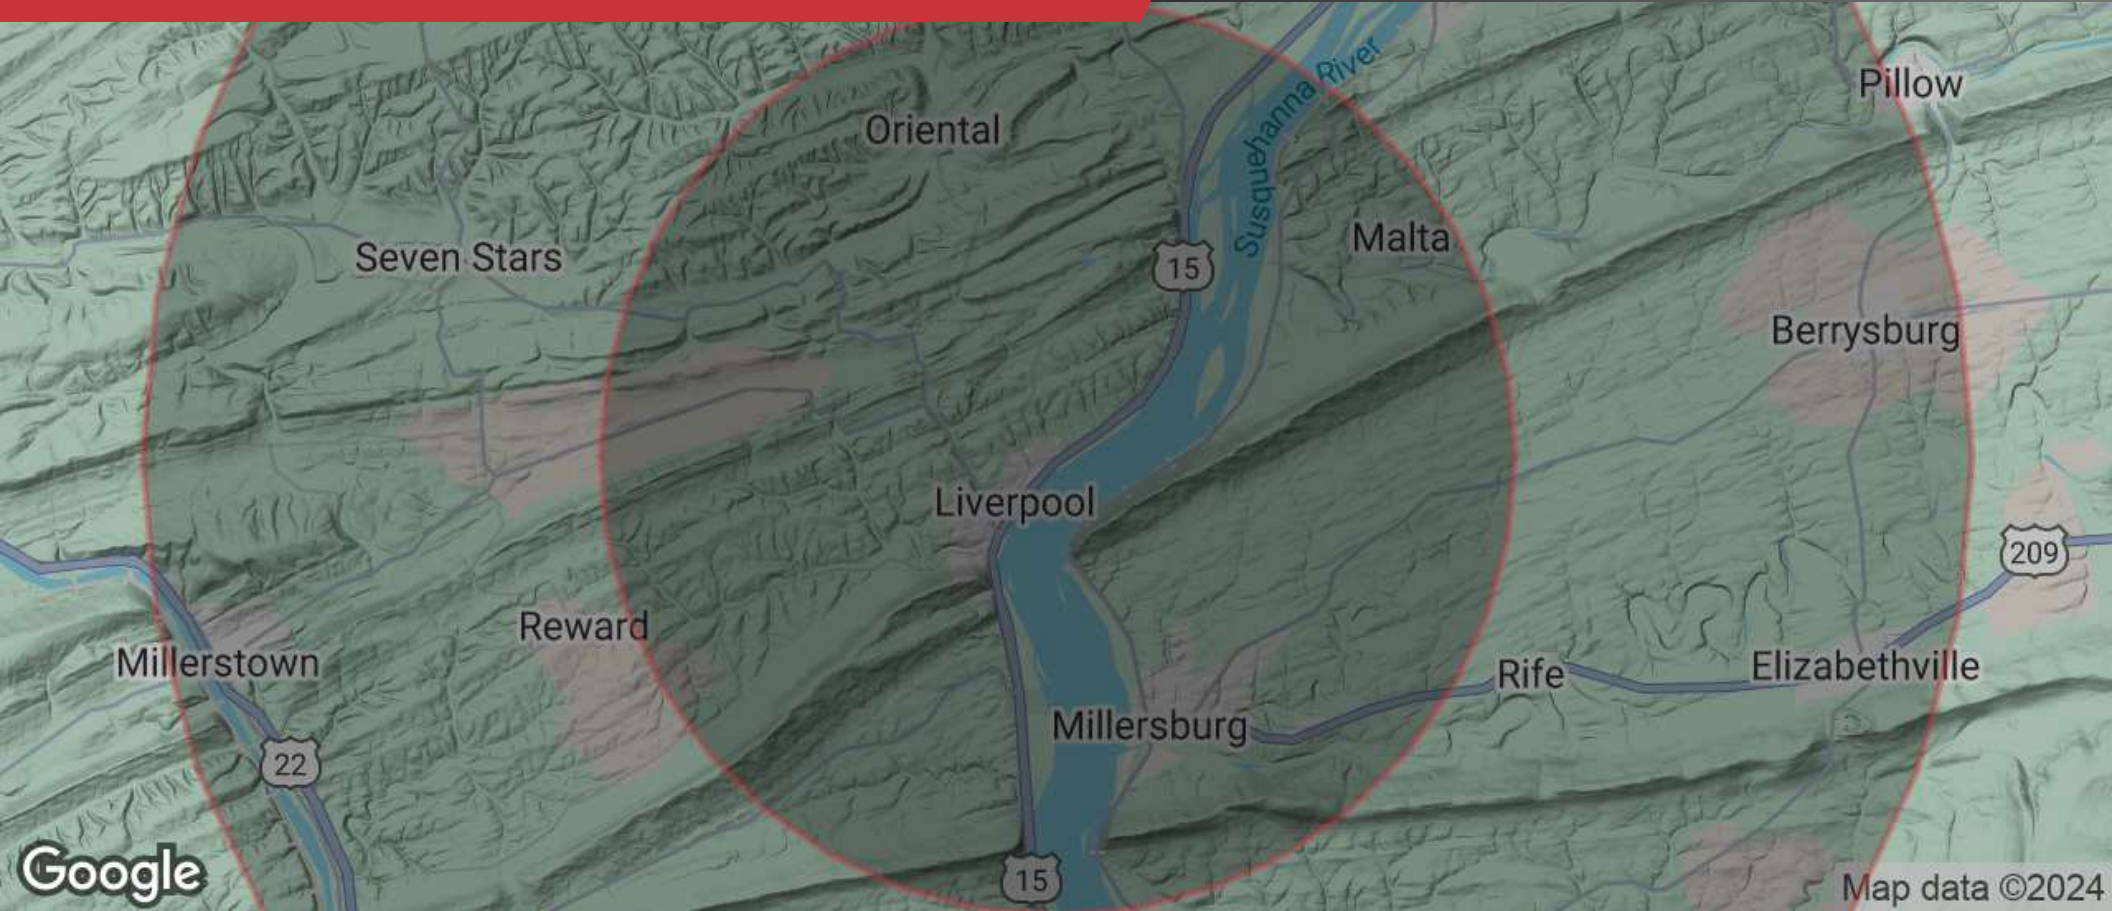 Pillow
Oriental
Susquehanna River
Malta
Seven Stars
15
Berrysburg
Liverpool
209
Reward
Millerstown
Rife
Elizabethville
Millersburg
22
15
Google
Map data ©2024